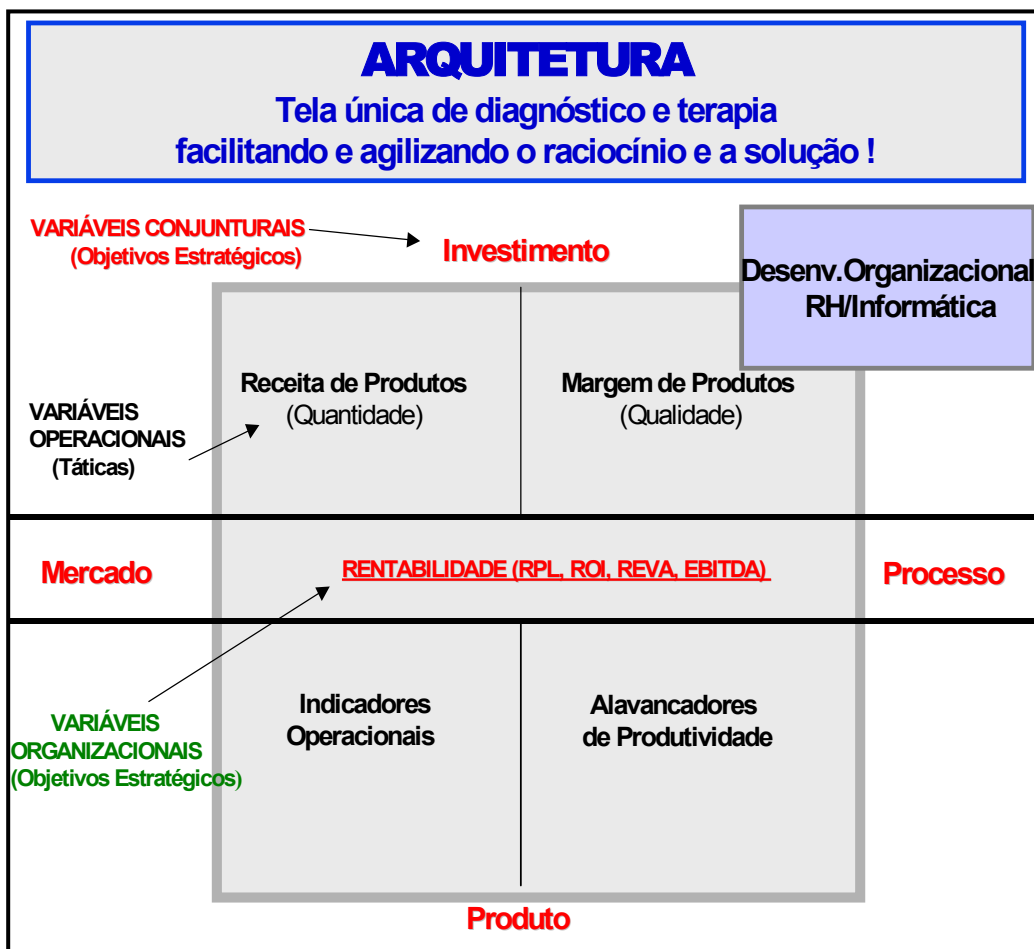 ARQUITETURA
Tela única de diagnóstico e terapia
facilitando e agilizando o raciocínio e a solução !
VARIÁVEIS CONJUNTURAIS
(Objetivos Estratégicos)
Investimento
Desenv.Organizacional
RH/Informática
Receita de Produtos
(Quantidade)
Margem de Produtos
(Qualidade)
VARIÁVEIS
OPERACIONAIS
(Táticas)
Mercado
RENTABILIDADE (RPL, ROI, REVA, EBITDA)
Processo
Indicadores
Operacionais
Alavancadores
de Produtividade
VARIÁVEIS
ORGANIZACIONAIS
(Objetivos Estratégicos)
Produto